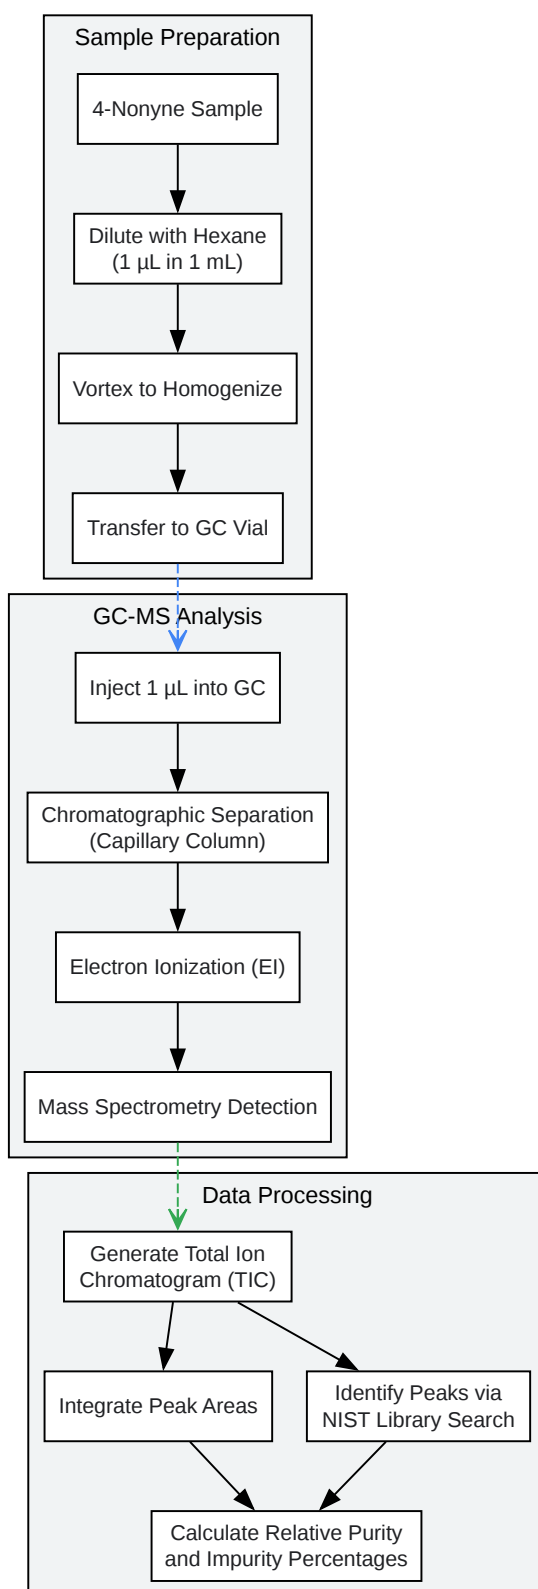 Sample Preparation
4-Nonyne Sample
Dilute with Hexane
(1 µL in 1 mL)
Vortex to Homogenize
Transfer to GC Vial
GC-MS Analysis
Inject 1 µL into GC
Chromatographic Separation
(Capillary Column)
Electron Ionization (EI)
Mass Spectrometry Detection
Data Processing
Generate Total Ion
Chromatogram (TIC)
Integrate Peak Areas
Identify Peaks via
NIST Library Search
Calculate Relative Purity
and Impurity Percentages